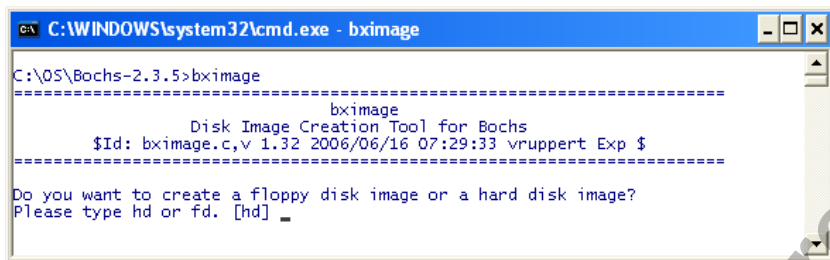 C:\WINDOWS\system32\cmd.exe - bximage
C:\OS\Bochs-2.3.5>bximage
========================================================================
bximage
Disk Image Creation Tool for Bochs
$Id: bximage.c,v 1.32 2006/06/16 07:29:33 vruppert Exp $
========================================================================
Do you want to create a floppy disk image or a hard disk image?
Please type hd or fd. [hd] _